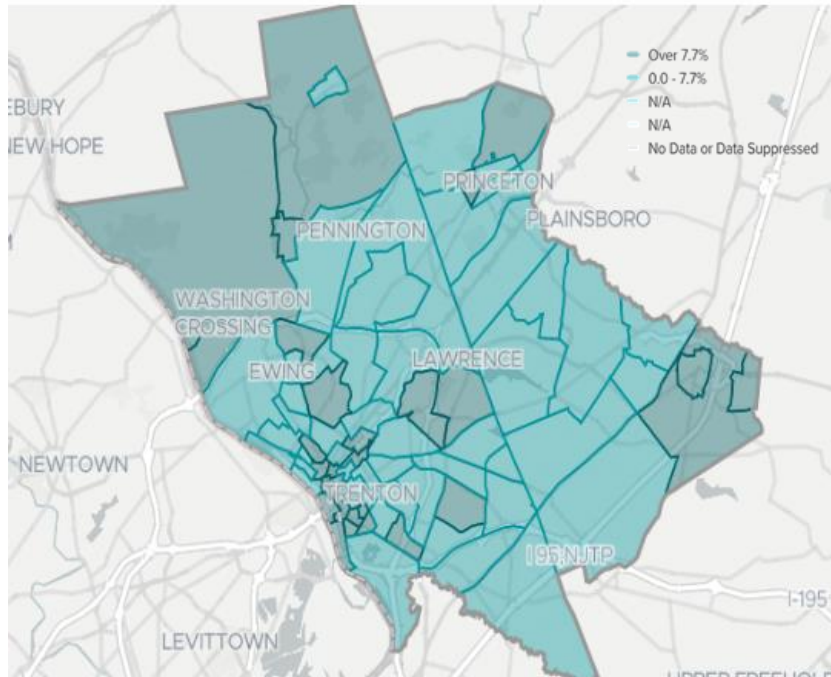 Over 7.7%
0.0 - 7.7%
N/A
N/A
No Data or Data Suppressed
EBURY
NEW HOPE
PRINCETON
PLAINSBORO
PENNINGTON
WASHINGTON
CROSSING
EWING
LAWRENCE
NEWTOWN
TRENTON
I 95;NJTP
I-195
LEVITTOWN